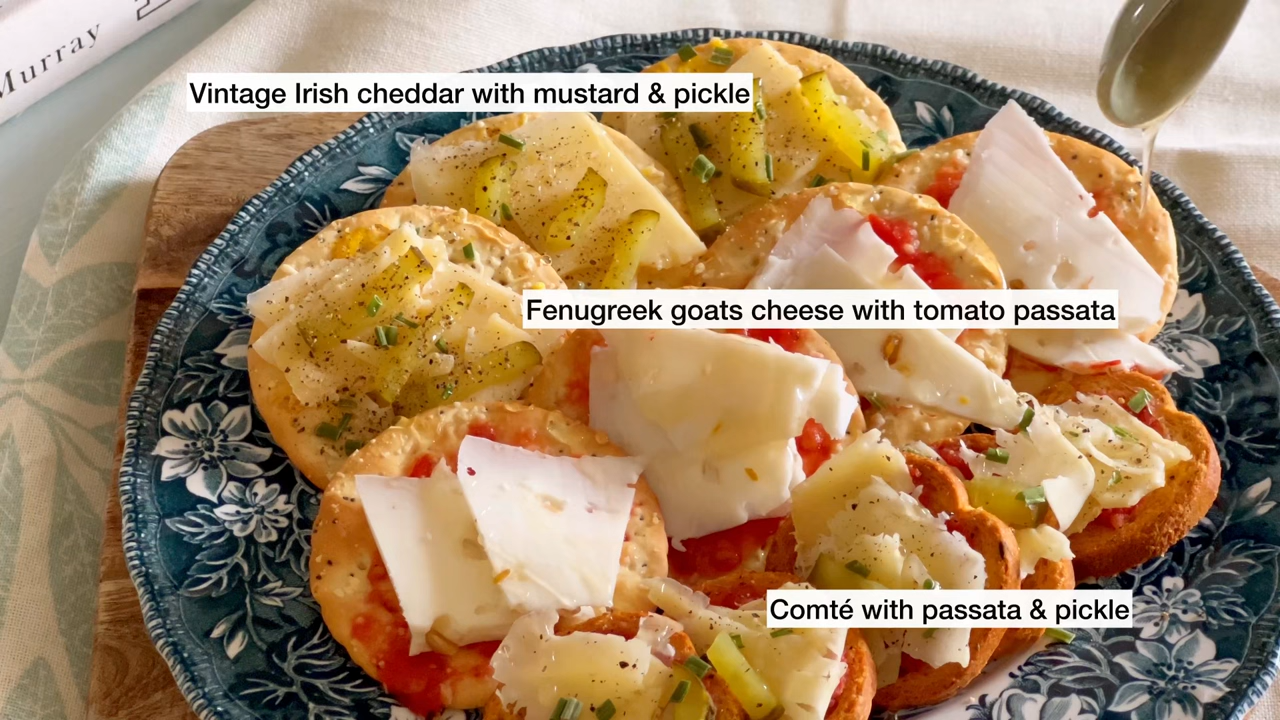 Murray
Vintage Irish cheddar with mustard & pickle
Fenugreek goats cheese with tomato passata
Comté with passata & pickle